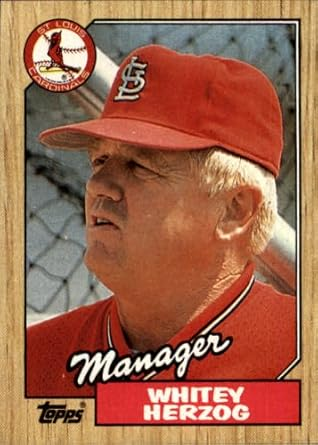 ST. LOUIS
CARDINALS
STL
Manager
WHITEY
HERZOG
topps